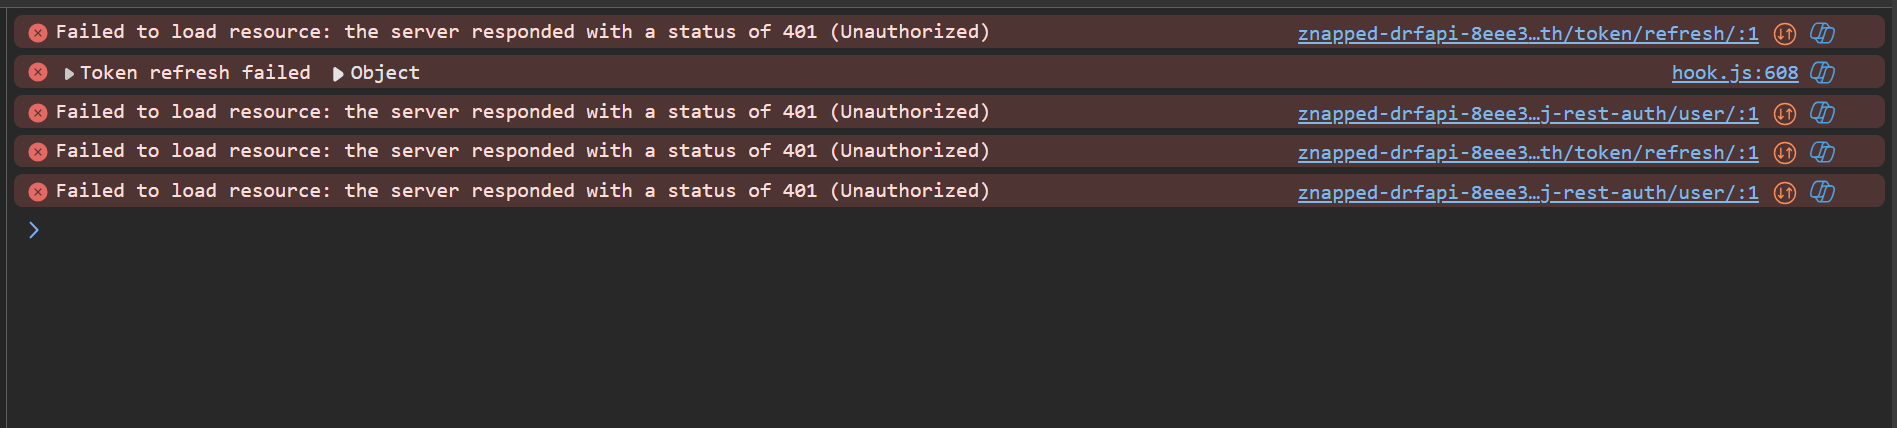 Failed to load resource: the server responded with a status of 401 (Unauthorized) znapped-drfapi-8eee3…th/token/refresh/:1
Token refresh failed Object hook.js:608
Failed to load resource: the server responded with a status of 401 (Unauthorized) znapped-drfapi-8eee3…j-rest-auth/user/:1
Failed to load resource: the server responded with a status of 401 (Unauthorized) znapped-drfapi-8eee3…th/token/refresh/:1
Failed to load resource: the server responded with a status of 401 (Unauthorized) znapped-drfapi-8eee3…j-rest-auth/user/:1